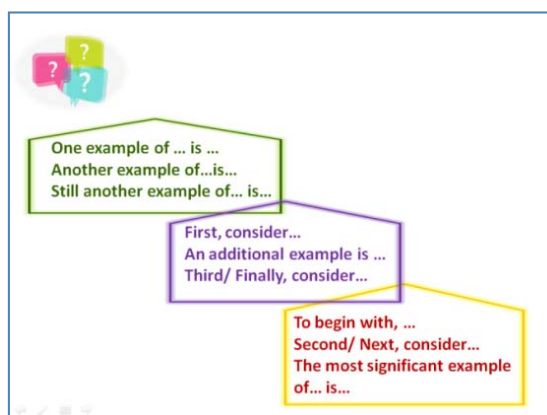 ?
?
?
One example of ... is ...
Another example of...is...
Still another example of... is...
First, consider...
An additional example is ...
Third/ Finally, consider...
To begin with, ...
Second/ Next, consider...
The most significant example
of... is...